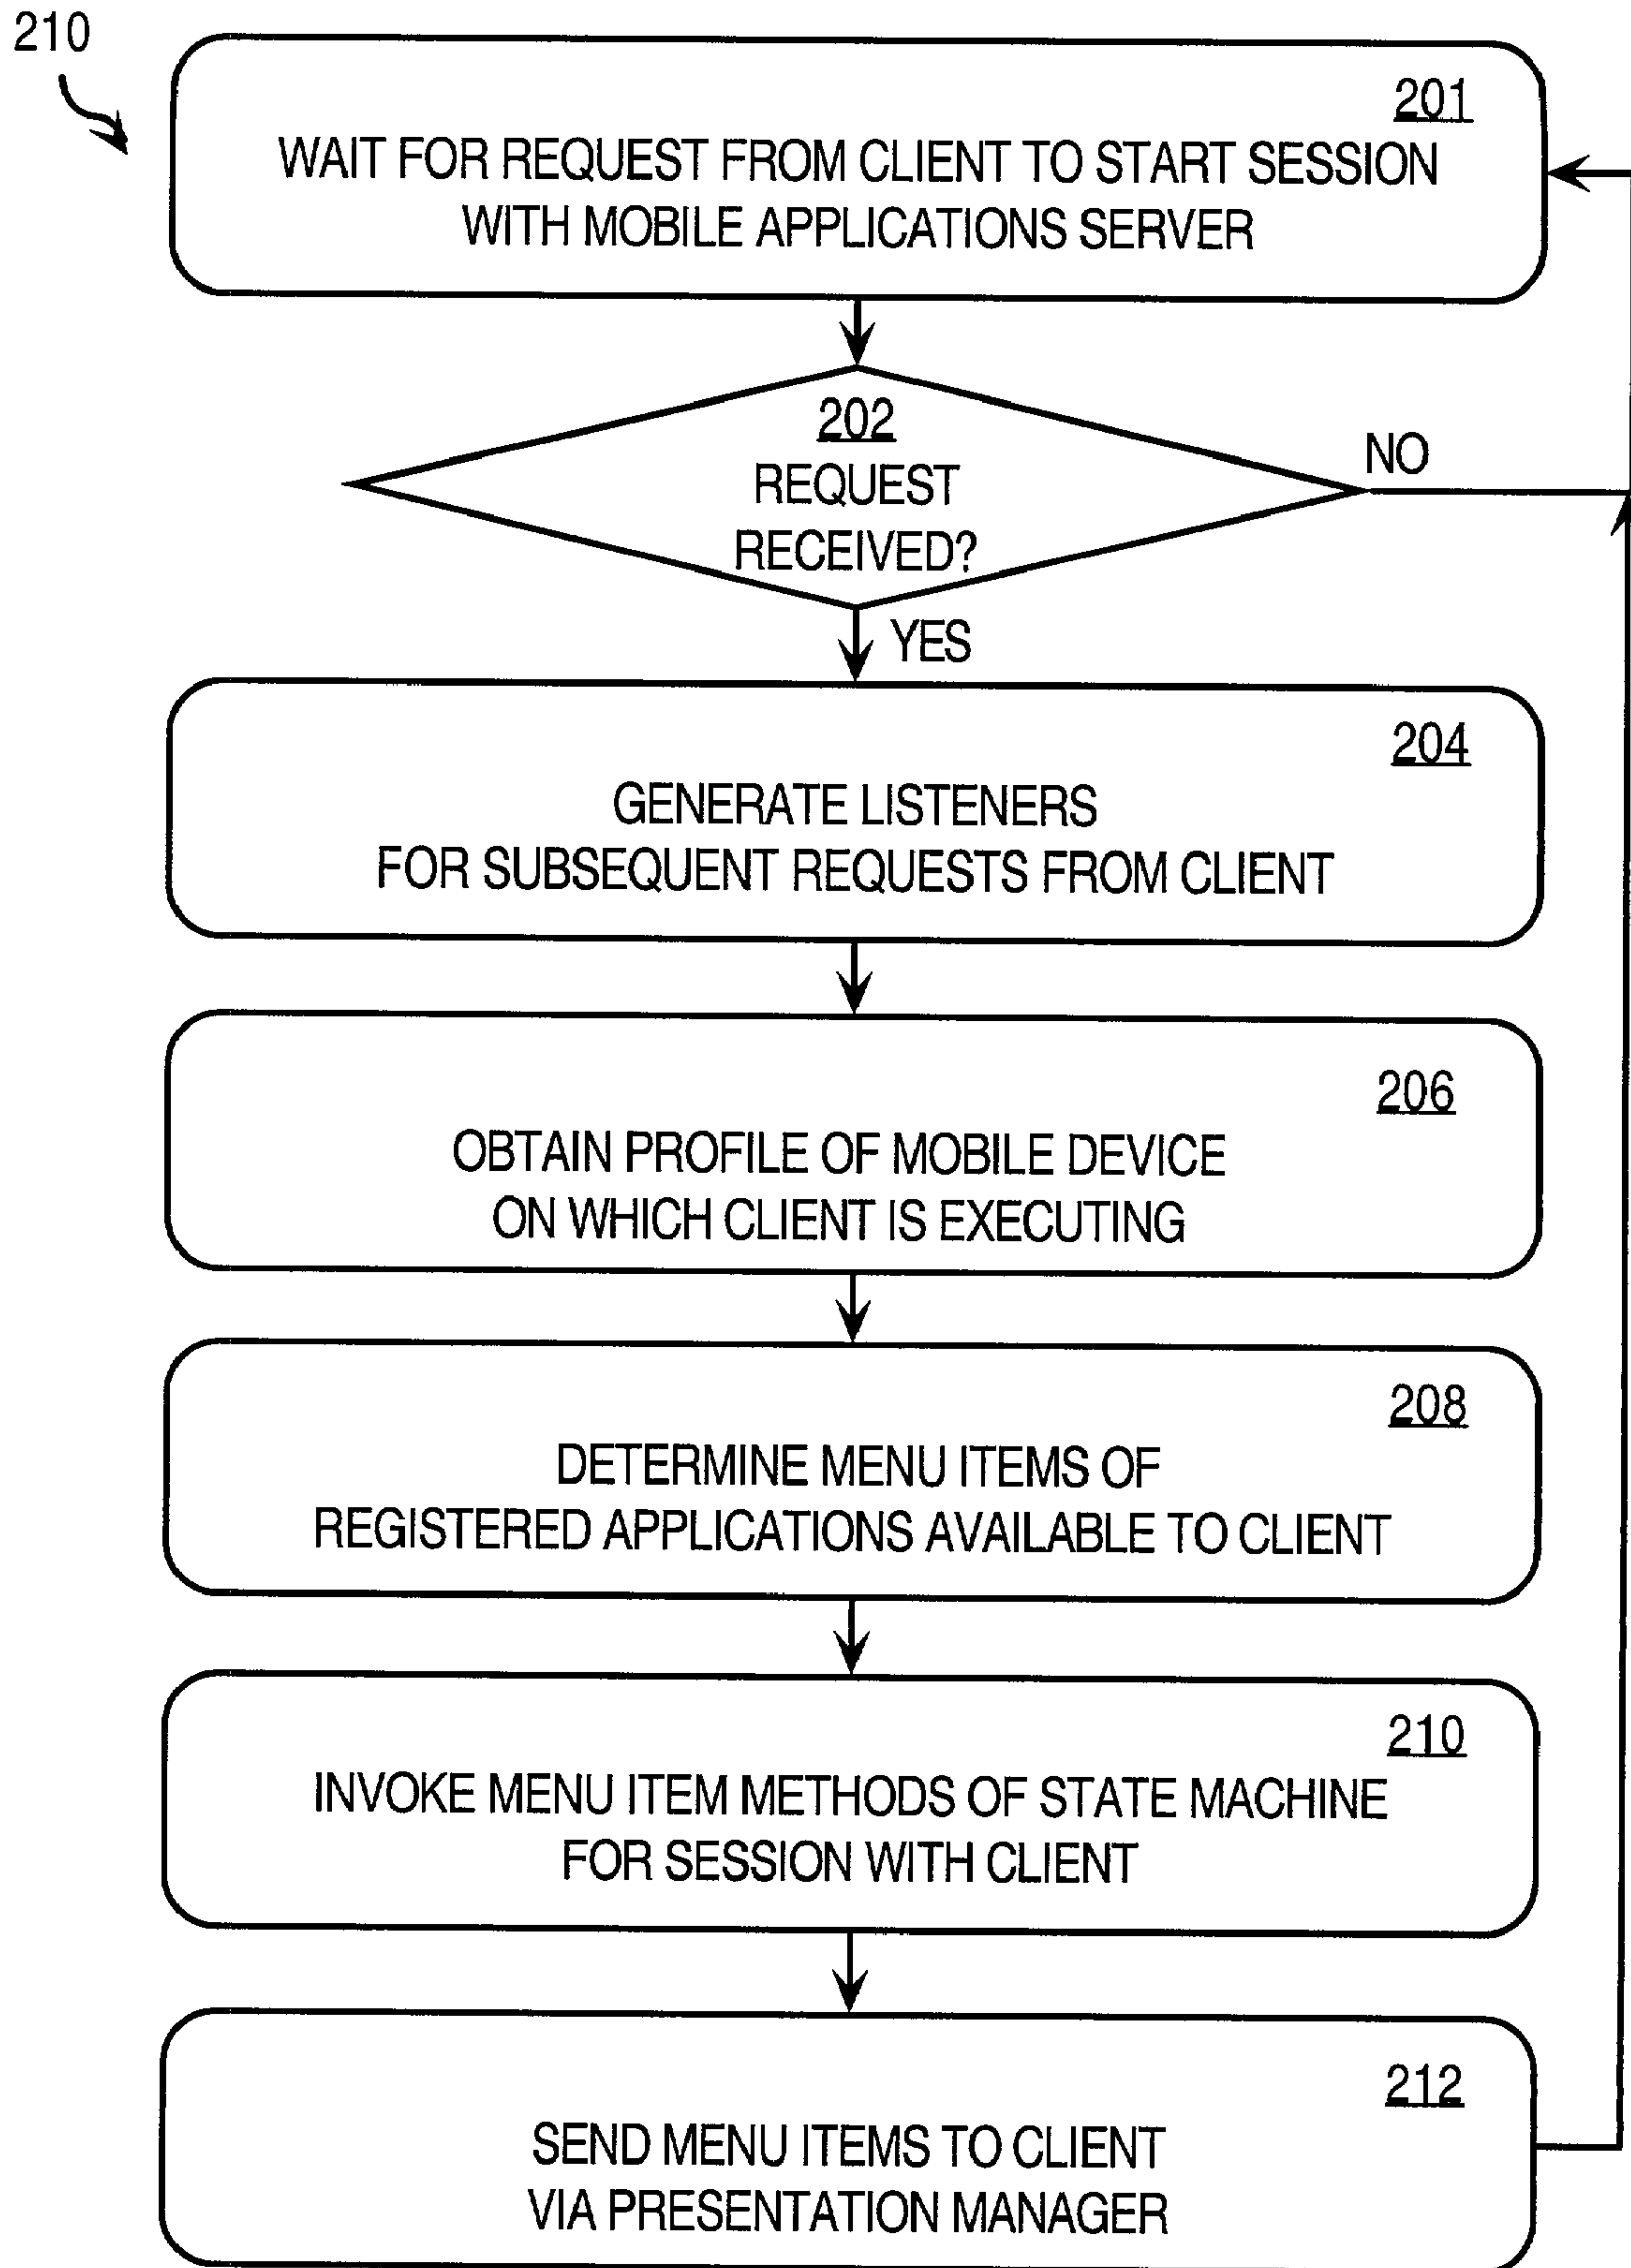 210
201
WAIT FOR REQUEST FROM CLIENT TO START SESSION
WITH MOBILE APPLICATIONS SERVER
202
REQUEST
RECEIVED?
NO
YES
204
GENERATE LISTENERS
FOR SUBSEQUENT REQUESTS FROM CLIENT
206
OBTAIN PROFILE OF MOBILE DEVICE
ON WHICH CLIENT IS EXECUTING
208
DETERMINE MENU ITEMS OF
REGISTERED APPLICATIONS AVAILABLE TO CLIENT
210
INVOKE MENU ITEM METHODS OF STATE MACHINE
FOR SESSION WITH CLIENT
212
SEND MENU ITEMS TO CLIENT
VIA PRESENTATION MANAGER